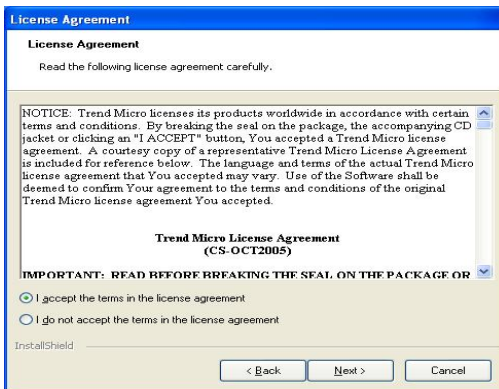 License Agreement
License Agreement
Read the following license agreement carefully.
NOTICE: Trend Micro licenses its products worldwide in accordance with certain
terms and conditions. By breaking the seal on the package, the accompanying CD
jacket or clicking an "I ACCEPT" button, You accepted a Trend Micro license
agreement. A courtesy copy of a representative Trend Micro License Agreement
is included for reference below. The language and terms of the actual Trend Micro
license agreement that You accepted may vary. Use of the Software shall be
deemed to confirm Your agreement to the terms and conditions of the original
Trend Micro license agreement You accepted.
Trend Micro License Agreement
(CS-OCT2005)
IMPORTANT: READ BEFORE BREAKING THE SEAL ON THE PACKAGE OR
I accept the terms in the license agreement
I do not accept the terms in the license agreement
InstallShield
< Back
Next >
Cancel